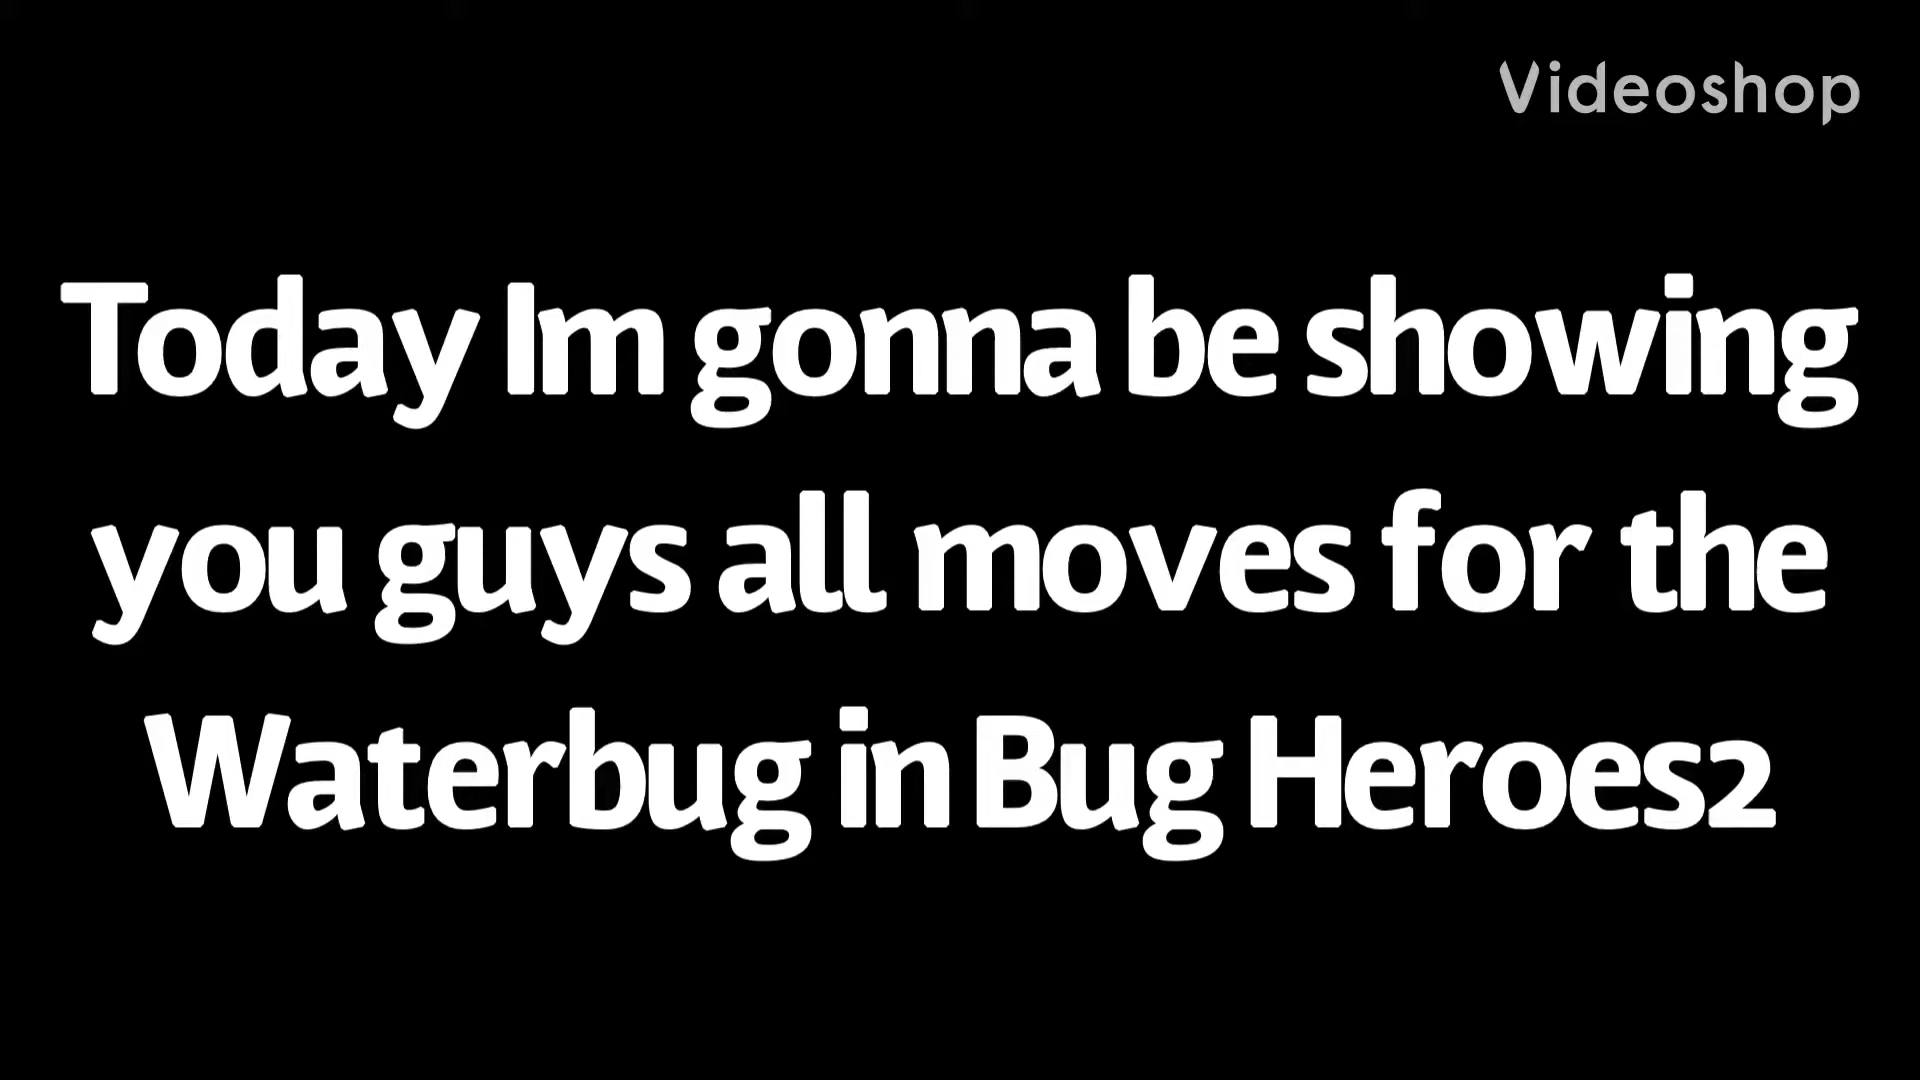 Videoshop
Today Im gonna be showing
you guys all moves for the
Waterbug in Bug Heroes2